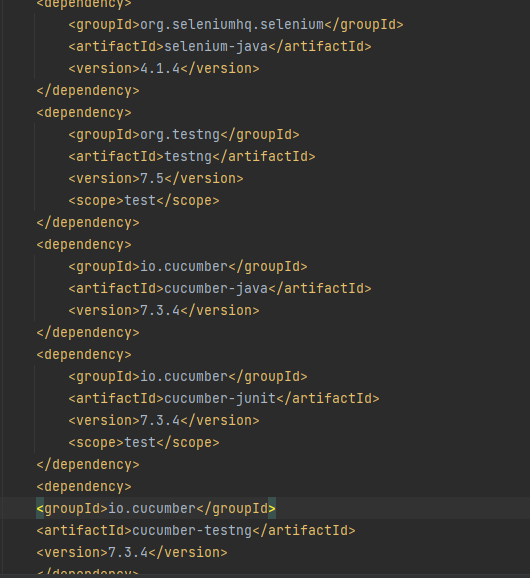 <dependency>
<groupId>org.seleniumhq.selenium</groupId>
<artifactId>selenium-java</artifactId>
<version>4.1.4</version>
</dependency>
<dependency>
<groupId>org.testng</groupId>
<artifactId>testng</artifactId>
<version>7.5</version>
<scope>test</scope>
</dependency>
<dependency>
<groupId>io.cucumber</groupId>
<artifactId>cucumber-java</artifactId>
<version>7.3.4</version>
</dependency>
<dependency>
<groupId>io.cucumber</groupId>
<artifactId>cucumber-junit</artifactId>
<version>7.3.4</version>
<scope>test</scope>
</dependency>
<dependency>
<groupId>io.cucumber</groupId>
<artifactId>cucumber-testng</artifactId>
<version>7.3.4</version>
</dependency>